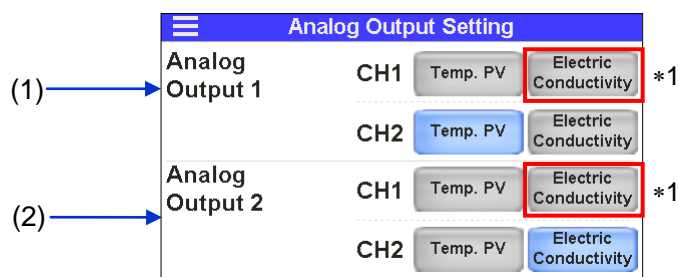 Analog Output Setting
Analog
Output 1
CH1
Temp. PV
Electric
Conductivity
*1
(1)
CH2
Temp. PV
Electric
Conductivity
Analog
Output 2
CH1
Temp. PV
Electric
Conductivity
*1
(2)
CH2
Temp. PV
Electric
Conductivity